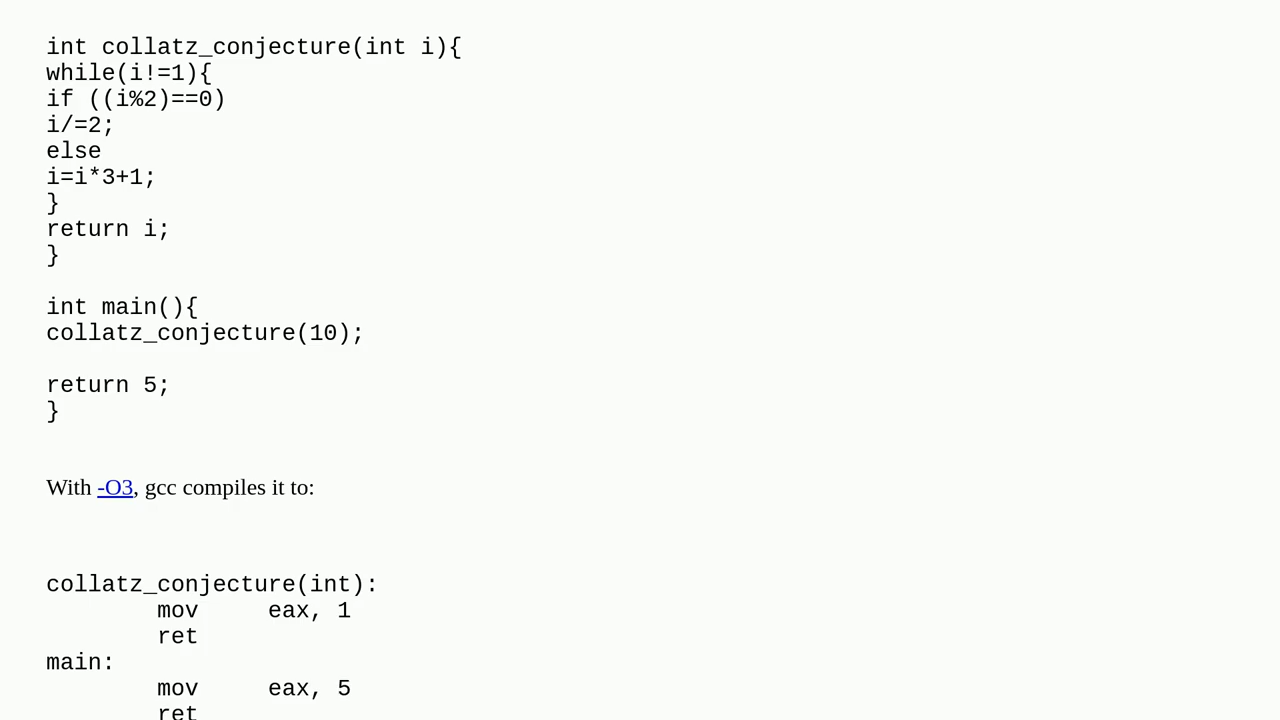 int collatz_conjecture(int i){
while(i!=1){
if ((i%2)==0)
i/=2;
else
i=i*3+1;
}
return i;
}
int main(){
collatz_conjecture(10);
return 5;
}
With -O3, gcc compiles it to:
collatz_conjecture(int):
mov eax, 1
ret
main:
mov eax, 5
ret